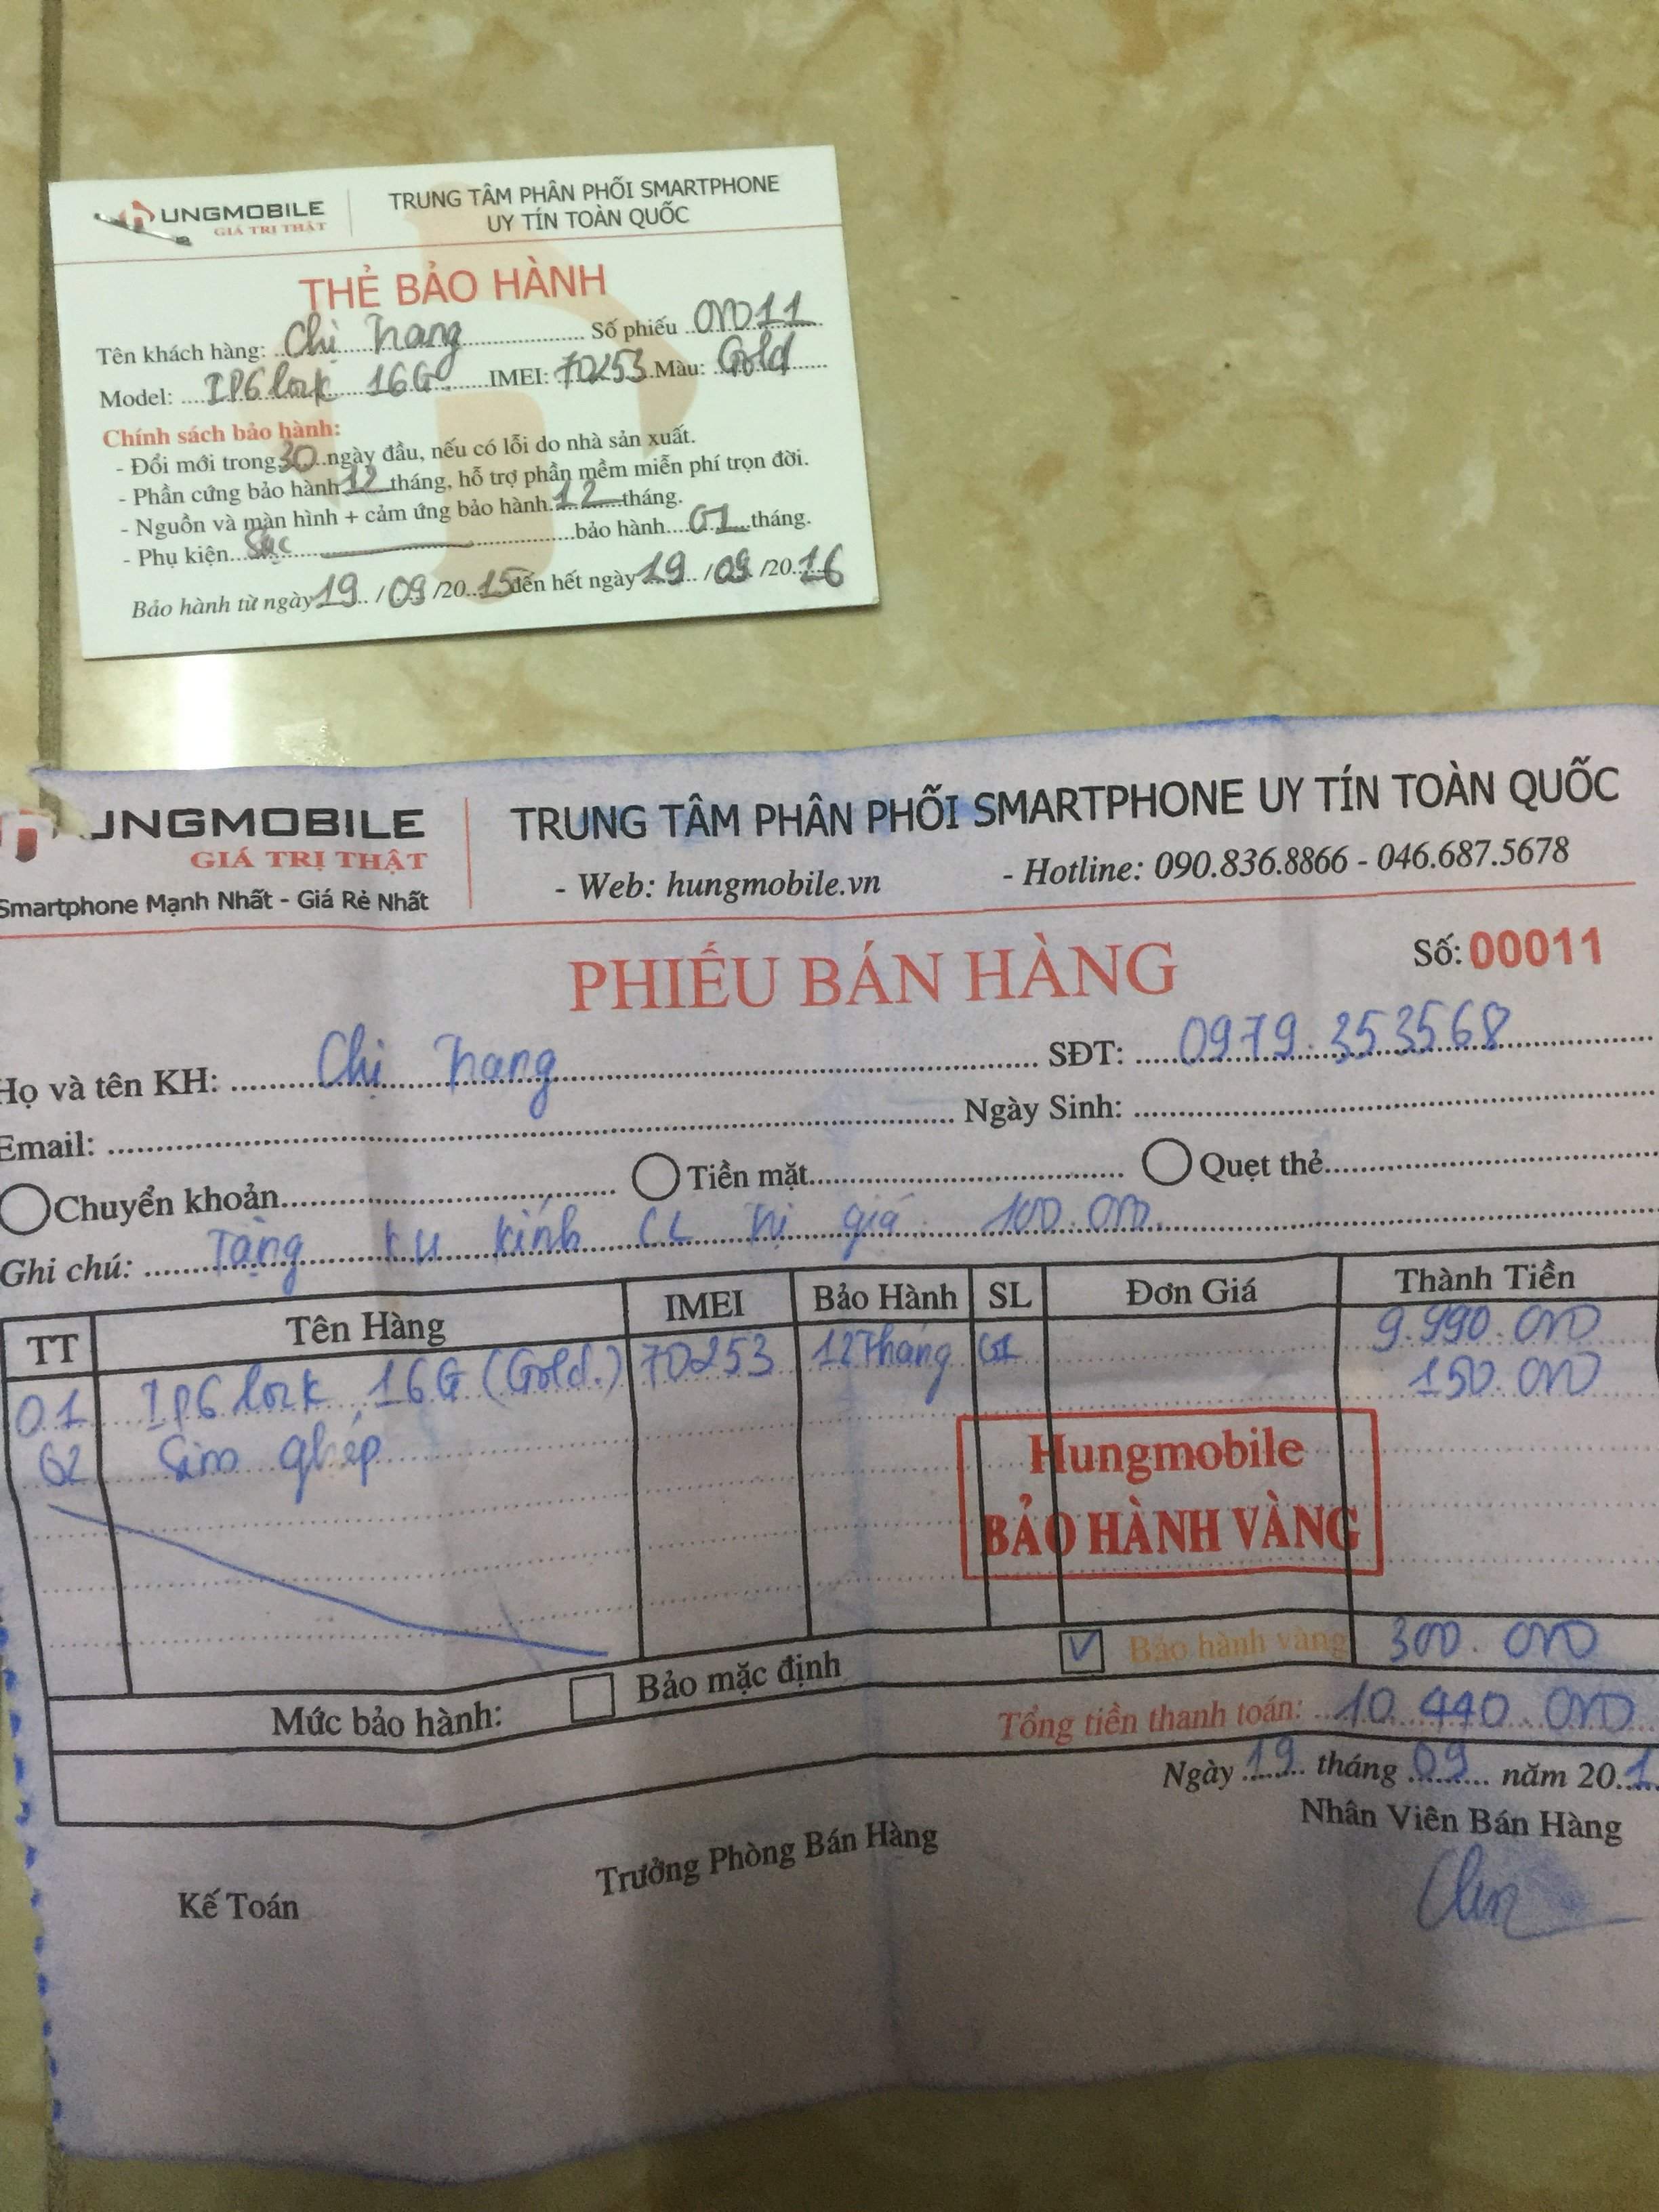 UNGMOBILE
GIÁ TRỊ THẬT
TRUNG TÂM PHÂN PHỐI SMARTPHONE
UY TÍN TOÀN QUỐC
THẺ BẢO HÀNH
Tên khách hàng: Chị Trang Số phiếu 00011
Model: IP6 lock 16G IMEI: 70253 Màu: Gold
Chính sách bảo hành:
- Đổi mới trong 30 ngày đầu, nếu có lỗi do nhà sản xuất.
- Phần cứng bảo hành 12 tháng, hỗ trợ phần mềm miễn phí trọn đời.
- Nguồn và màn hình + cảm ứng bảo hành 12 tháng.
- Phụ kiện Sạc bảo hành 01 tháng.
Bảo hành từ ngày 19 / 09 /2015 đến hết ngày 19 / 09 /2016
UNGMOBILE
GIÁ TRỊ THẬT
Smartphone Mạnh Nhất - Giá Rẻ Nhất
TRUNG TÂM PHÂN PHỐI SMARTPHONE UY TÍN TOÀN QUỐC
- Web: hungmobile.vn - Hotline: 090.836.8866 - 046.687.5678
PHIẾU BÁN HÀNG
Số: 00011
Họ và tên KH: Chị Trang SĐT: 0979.353568
Email: Ngày Sinh:
Chuyển khoản Tiền mặt Quẹt thẻ
Ghi chú: Tặng kính CL trị giá 100.000
TT Tên Hàng IMEI Bảo Hành SL Đơn Giá Thành Tiền
01 IP6 lock 16G (Gold.) 70253 12 Tháng 01 9.990.000
02 Sim ghép 150.000
Hungmobile
BẢO HÀNH VÀNG
Mức bảo hành: Bảo mặc định Bảo hành vàng 300.000
Tổng tiền thanh toán: 10.440.000
Ngày 19 tháng 09 năm 201
Kế Toán Trưởng Phòng Bán Hàng Nhân Viên Bán Hàng